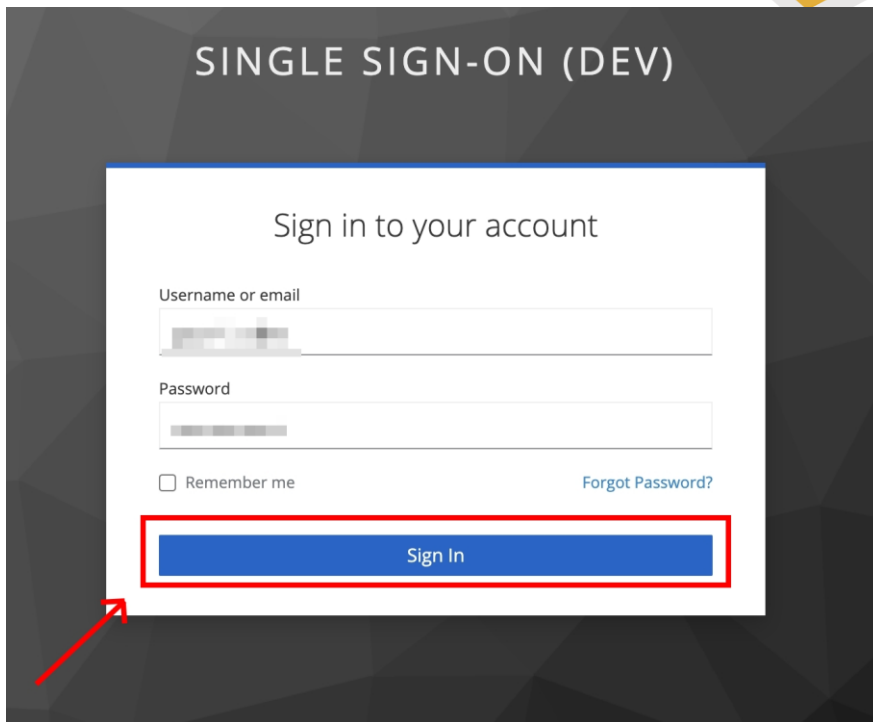 SINGLE SIGN-ON (DEV)
Sign in to your account
Username or email
Password
Remember me Forgot Password?
Sign In